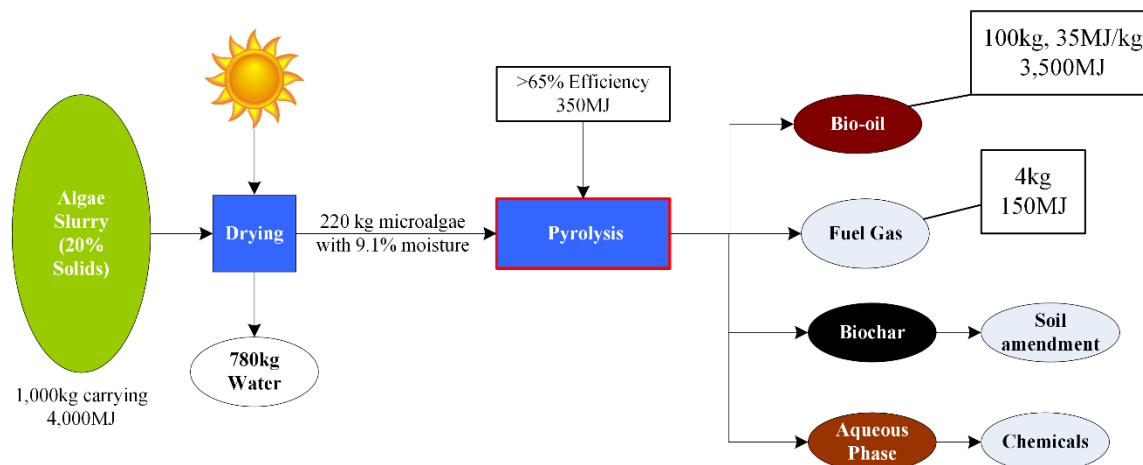 Algae
Slurry
(20%
Solids)
1,000kg carrying
4,000MJ
Drying
780kg
Water
220 kg microalgae
with 9.1% moisture
>65% Efficiency
350MJ
Pyrolysis
100kg, 35MJ/kg
3,500MJ
Bio-oil
4kg
150MJ
Fuel Gas
Biochar
Soil
amendment
Aqueous
Phase
Chemicals